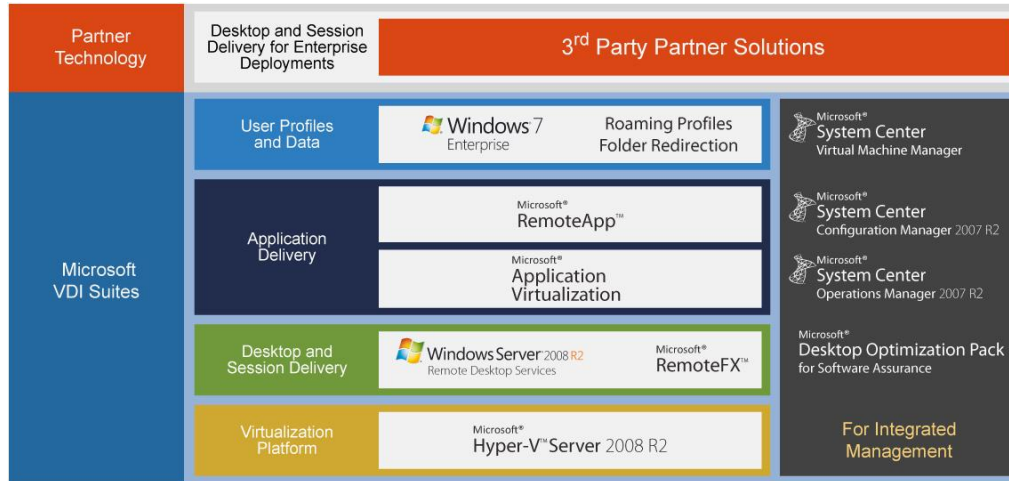 Partner
Technology
Desktop and Session
Delivery for Enterprise
Deployments
3rd Party Partner Solutions
Microsoft
VDI Suites
User Profiles
and Data
Windows 7
Enterprise
Roaming Profiles
Folder Redirection
Application
Delivery
Microsoft®
RemoteApp™
Microsoft®
Application
Virtualization
Desktop and
Session Delivery
Windows Server® 2008 R2
Remote Desktop Services
Microsoft®
RemoteFX™
Virtualization
Platform
Microsoft®
Hyper-V™ Server 2008 R2
Microsoft®
System Center
Virtual Machine Manager
Microsoft®
System Center
Configuration Manager 2007 R2
Microsoft®
System Center
Operations Manager 2007 R2
Microsoft®
Desktop Optimization Pack
for Software Assurance
For Integrated
Management